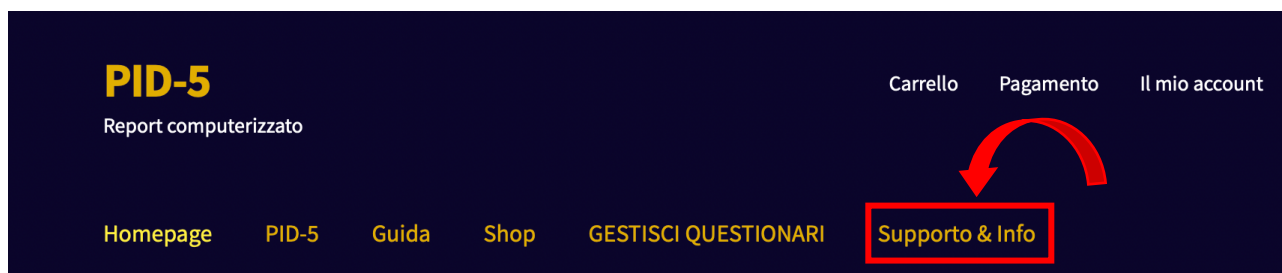 PID-5
Report computerizzato
Carrello Pagamento Il mio account
Homepage PID-5 Guida Shop GESTISCI QUESTIONARI Supporto & Info